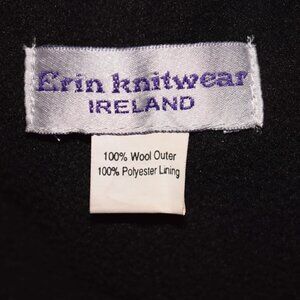 Erin knitwear
IRELAND
100% Wool Outer
100% Polyester Lining